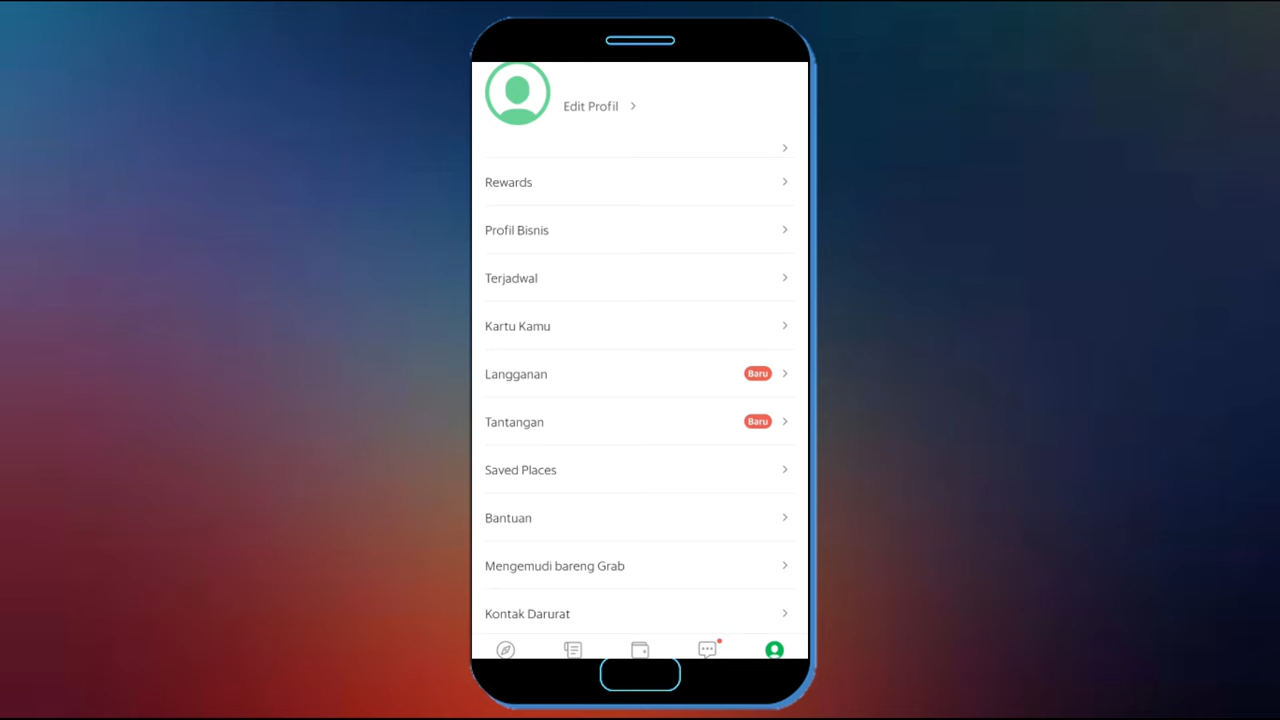 Edit Profil
Rewards
Profil Bisnis
Terjadwal
Kartu Kamu
Langganan Baru
Tantangan Baru
Saved Places
Bantuan
Mengemudi bareng Grab
Kontak Darurat